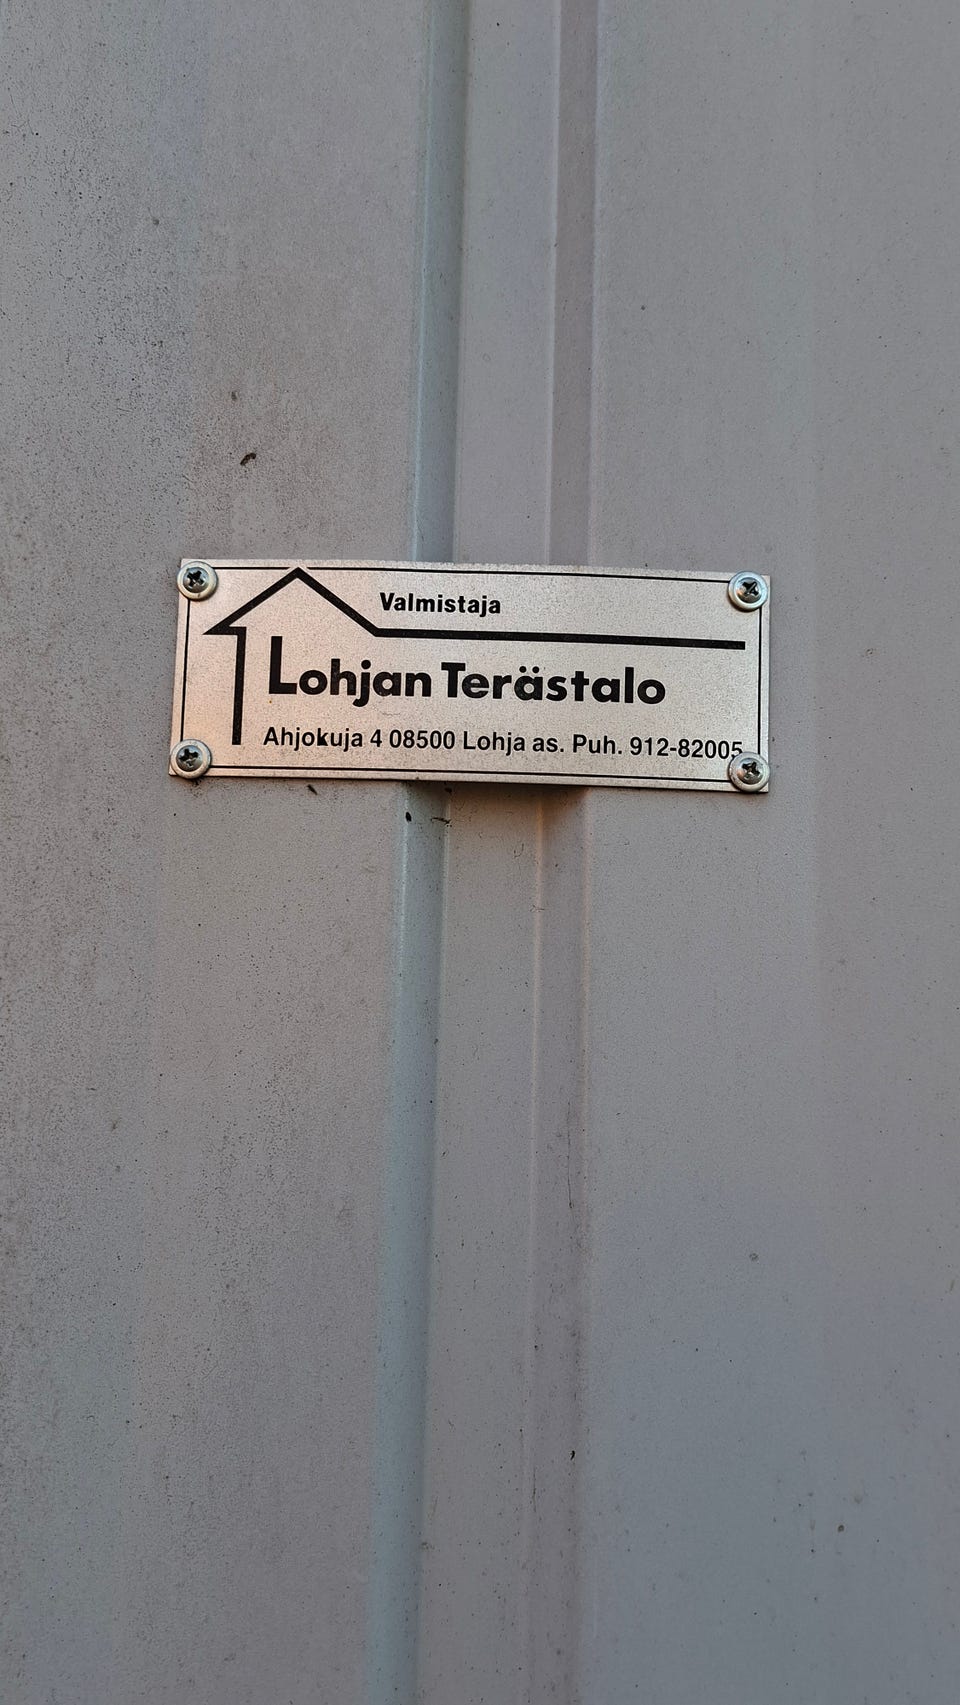 Valmistaja
Lohjan Terästalo
Ahjokuja 4 08500 Lohja as. Puh. 912-82005